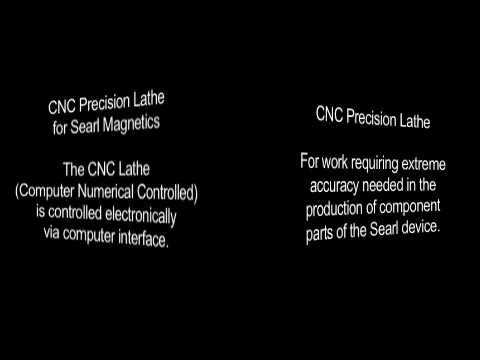 CNC Precision Lathe
for Searl Magnetics
The CNC Lathe
(Computer Numerical Controlled)
is controlled electronically
via computer interface.
CNC Precision Lathe
For work requiring extreme
accuracy needed in the
production of component
parts of the Searl device.